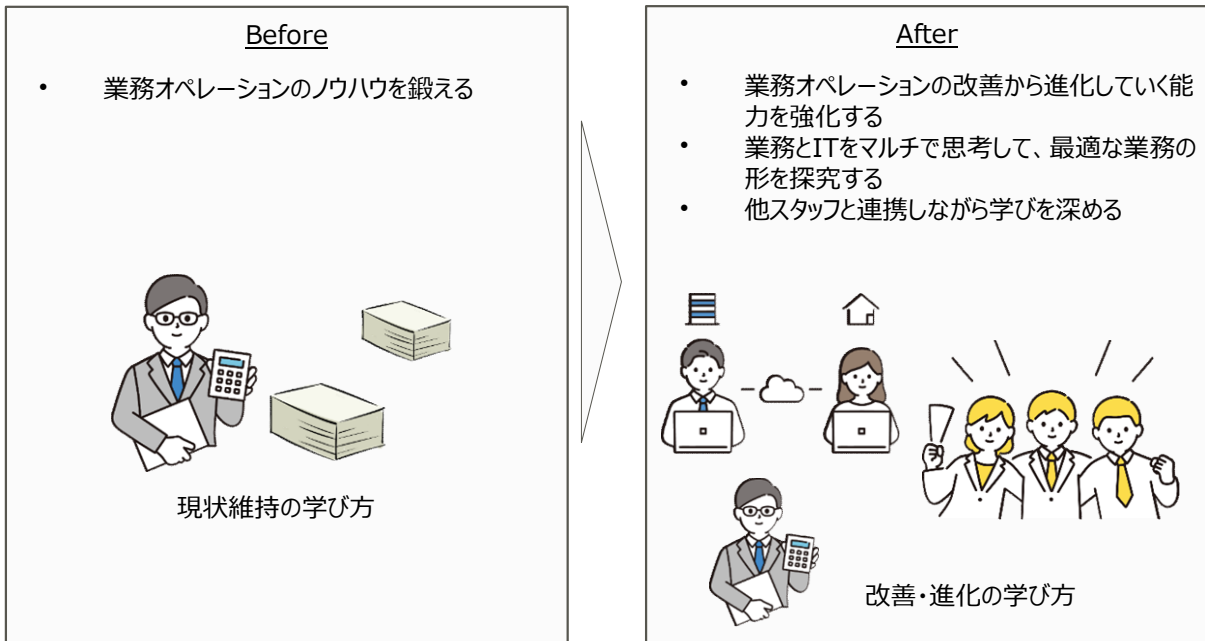 Before
• 業務オペレーションのノウハウを鍛える
現状維持の学び方
After
• 業務オペレーションの改善から進化していく能
力を強化する
• 業務とITをマルチで思考して、最適な業務の
形を探究する
• 他スタッフと連携しながら学びを深める
改善・進化の学び方